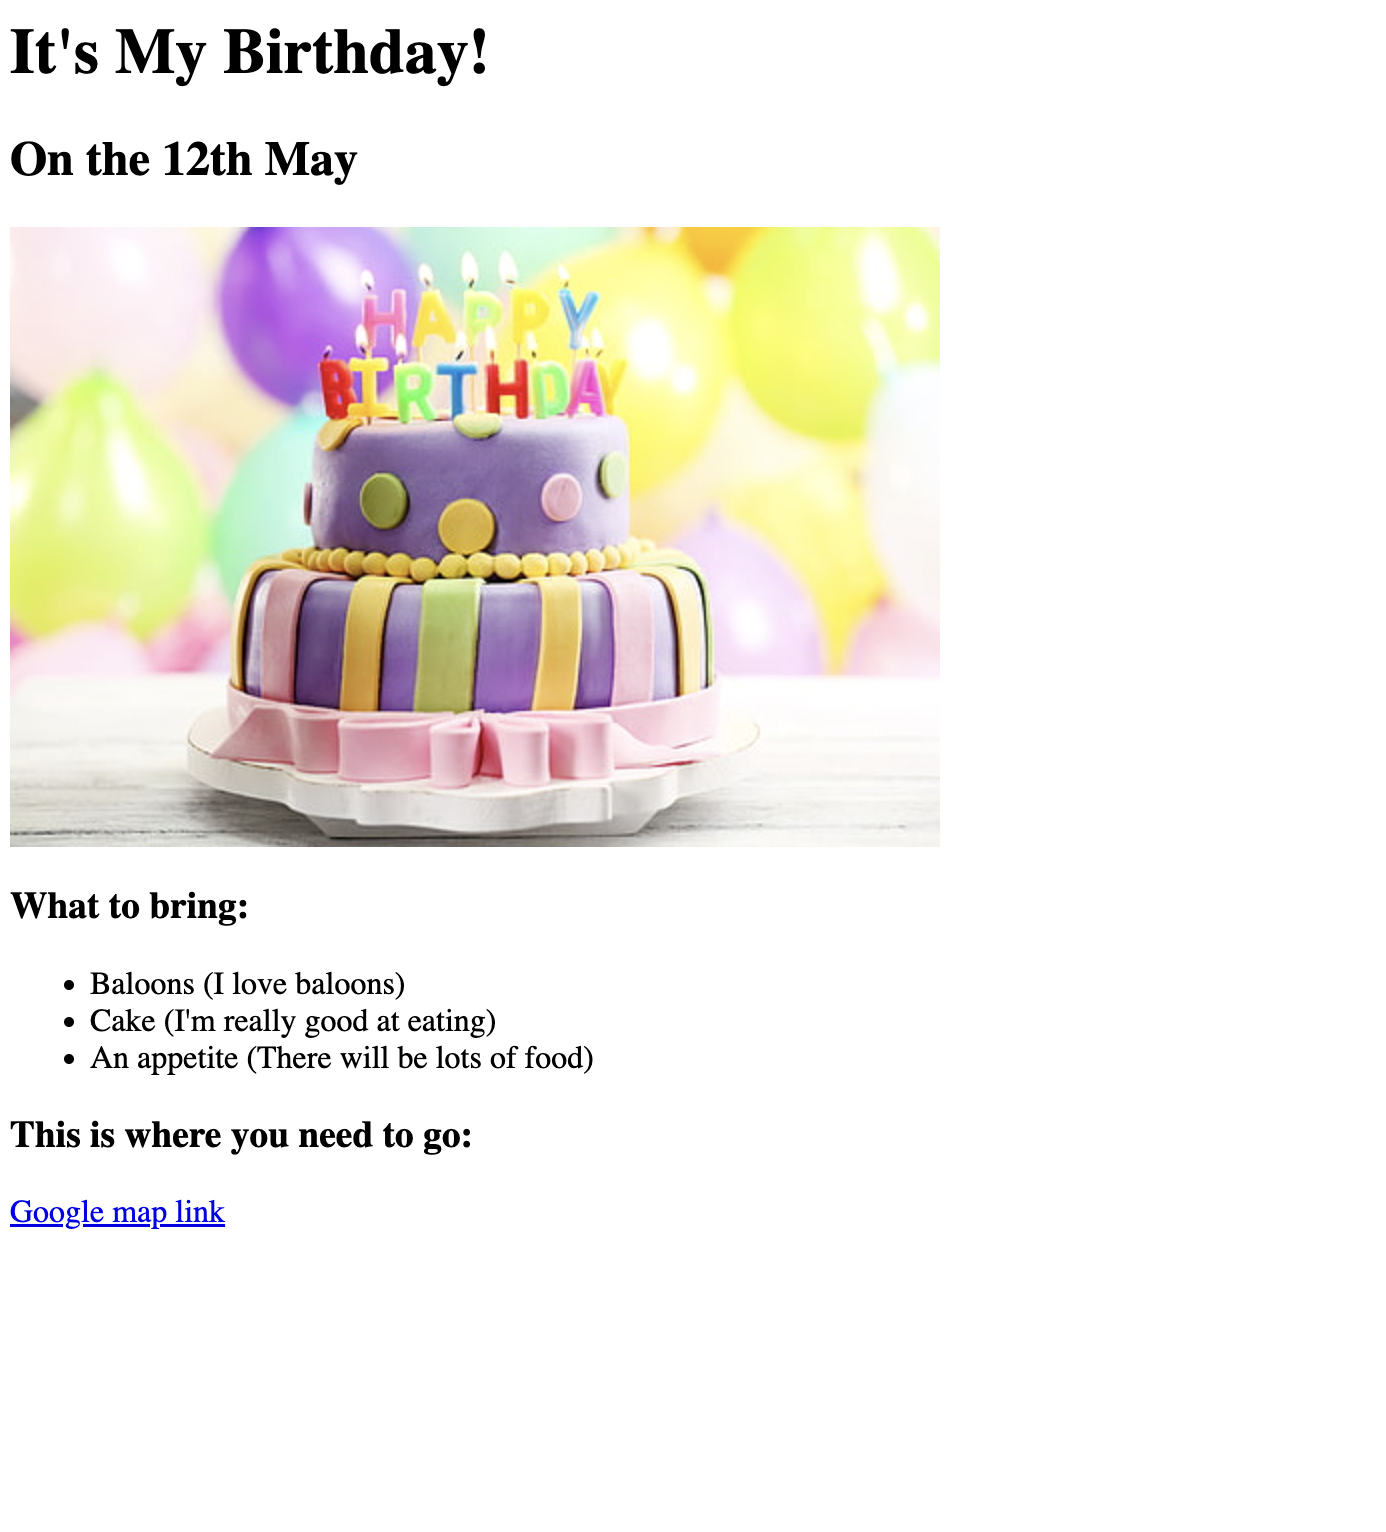 It's My Birthday!
On the 12th May
HAPPY
BIRTHDAY
What to bring:
Baloons (I love baloons)
Cake (I'm really good at eating)
An appetite (There will be lots of food)
This is where you need to go:
Google map link